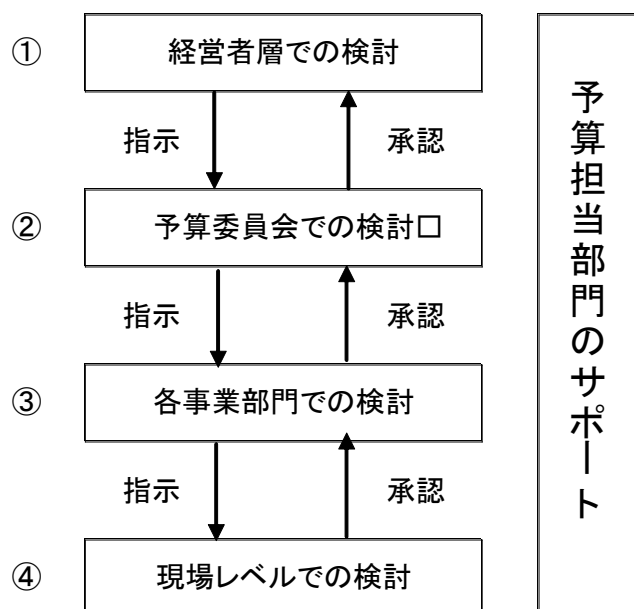 ① 経営者層での検討
指示 承認
② 予算委員会での検討□
指示 承認
③ 各事業部門での検討
指示 承認
④ 現場レベルでの検討
予算担当部門のサポート